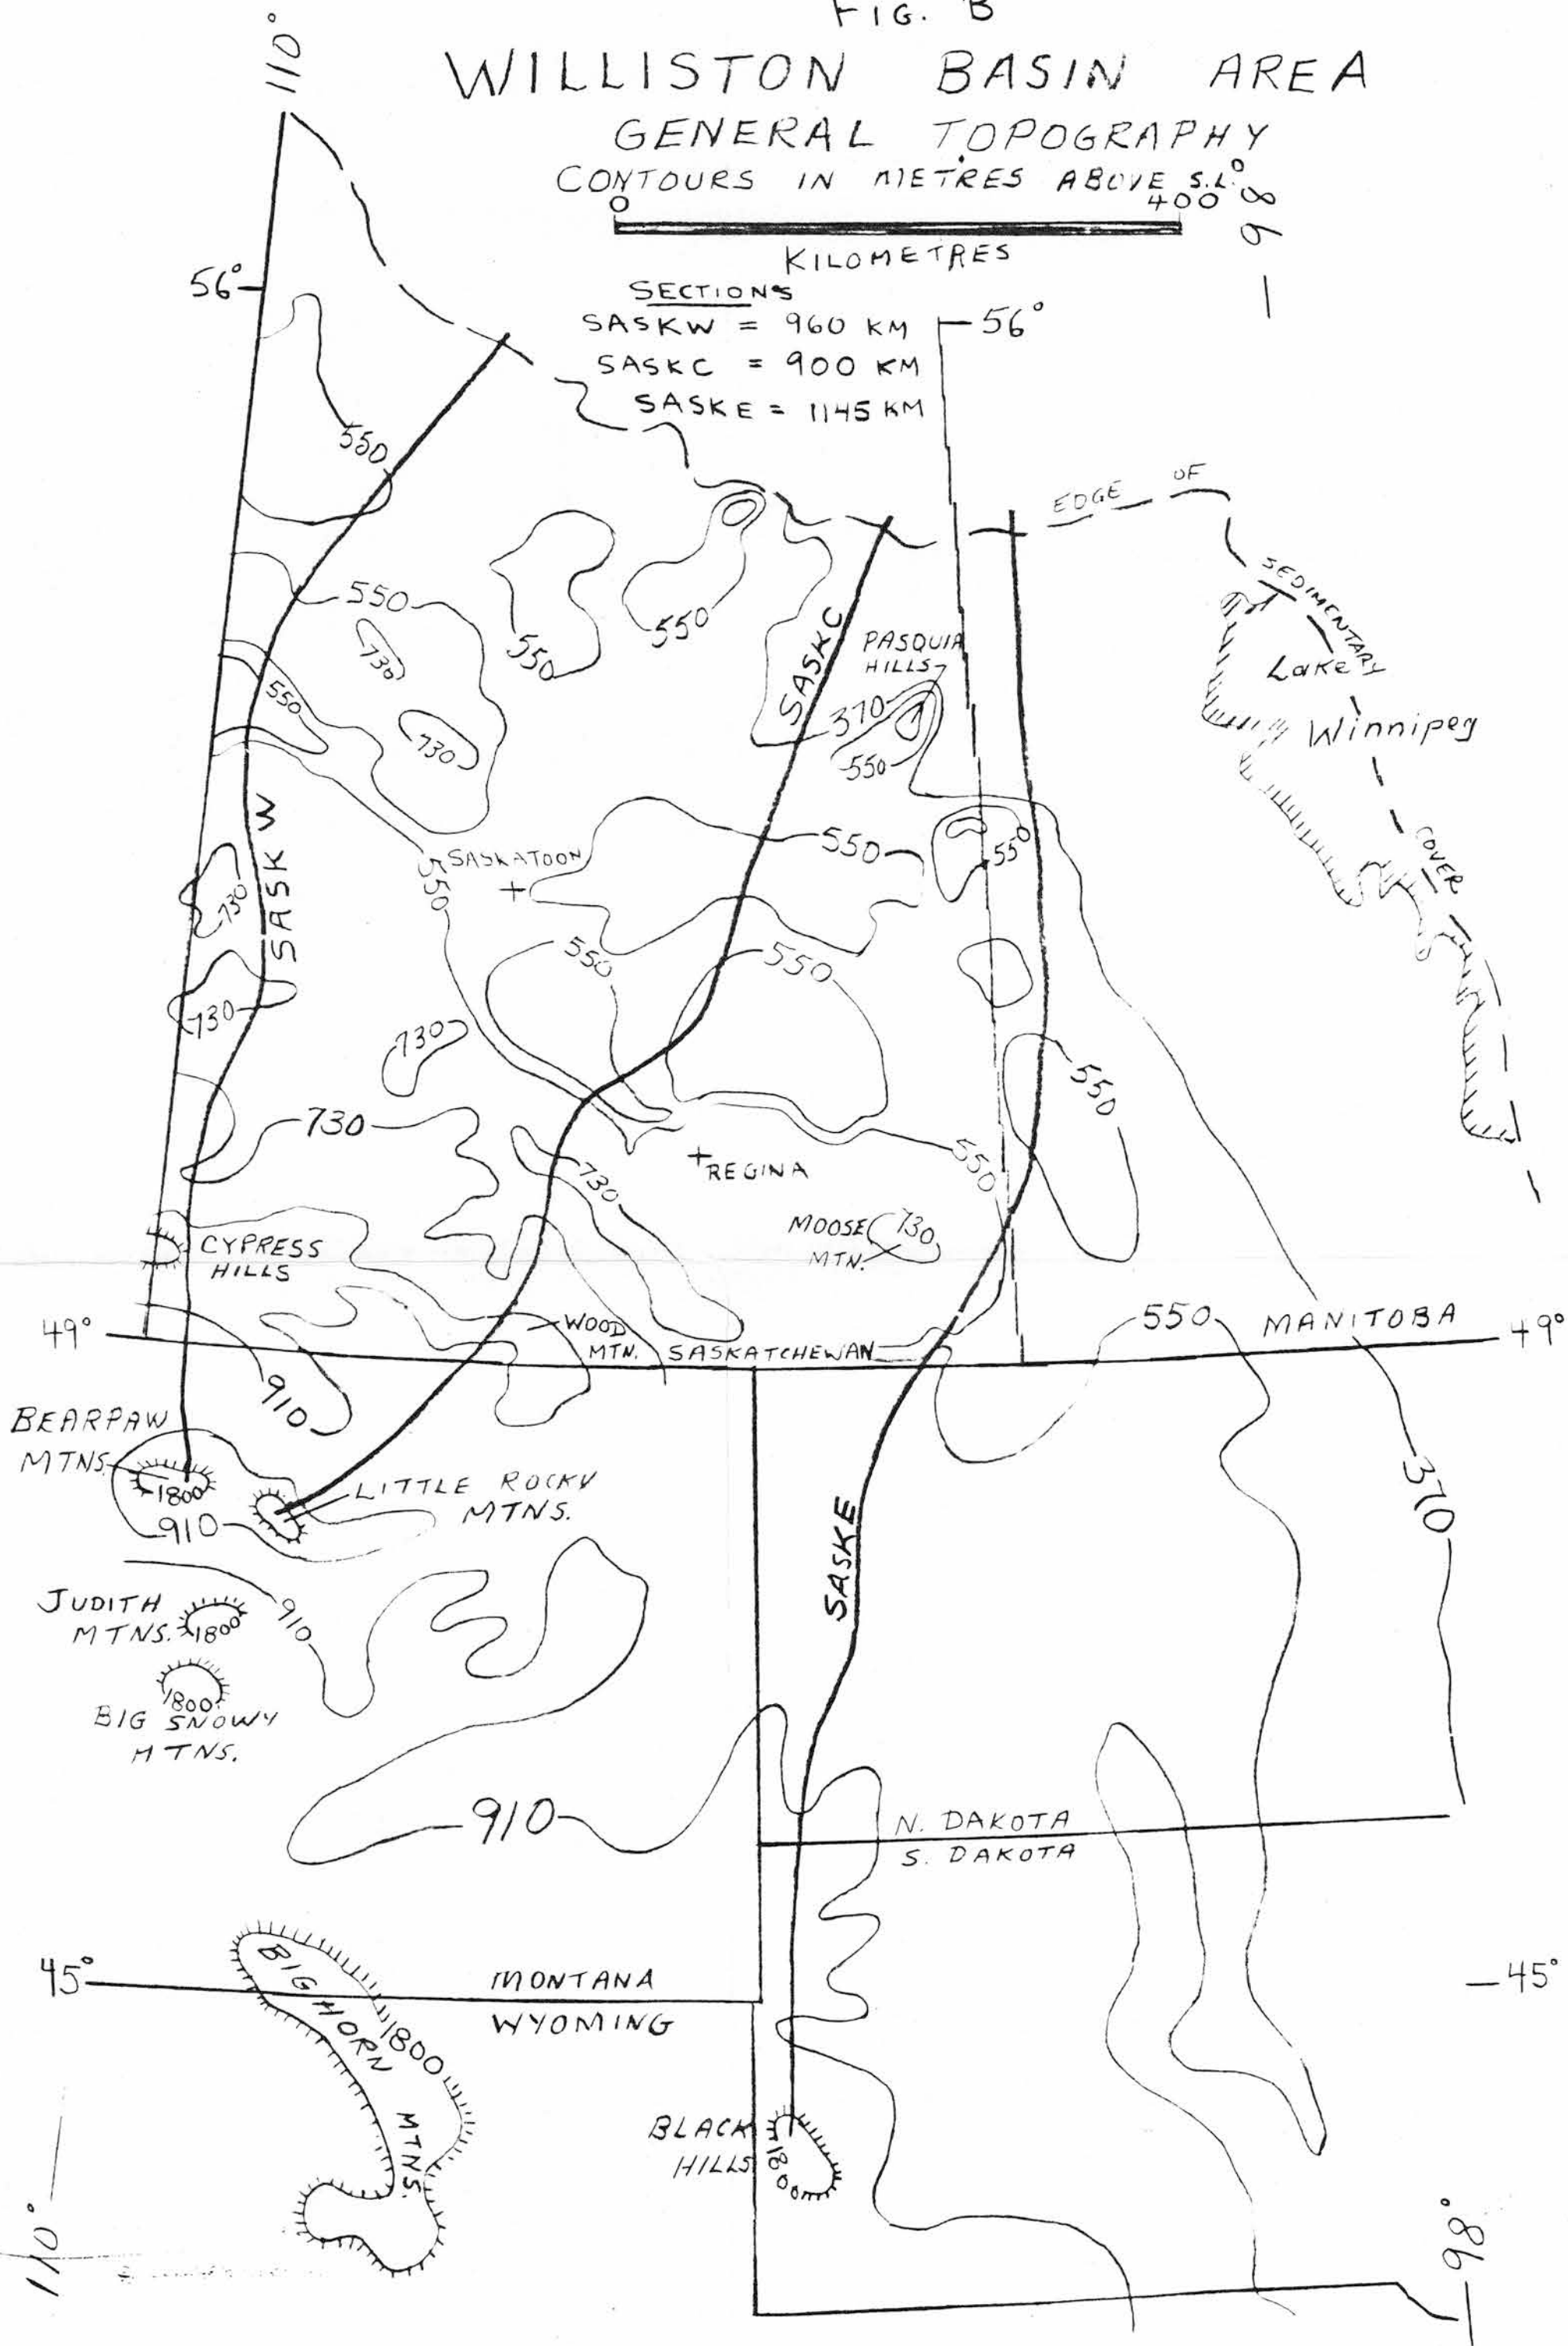 FIG. B
110°
WILLISTON BASIN AREA
GENERAL TOPOGRAPHY
CONTOURS IN METRES ABOVE S.L.
0 400
98°
KILOMETRES
56°
SECTIONS
SASKW = 960 KM
56°
SASKC = 900 KM
SASKE = 1145 KM
550
EDGE OF
SEDIMENTARY
COVER
550
730
550
550
SASKC
PASQUIA
HILLS
Lake
Winnipeg
550
370
730
550
SASKW
SASKATOON
550
550
550
730
550
550
730
730
550
730
REGINA
730
550
MOOSE
MTN.
730
CYPRESS
HILLS
49°
WOOD
MTN.
SASKATCHEWAN
550
MANITOBA
49°
910
BEARPAW
MTNS.
1800
910
LITTLE ROCKY
MTNS.
370
SASKE
JUDITH
MTNS.
1800
910
1800
BIG SNOWY
MTNS.
910
N. DAKOTA
S. DAKOTA
45°
MONTANA
WYOMING
45°
BIG HORN
MTNS.
1800
BLACK
HILLS
1800
110°
98°